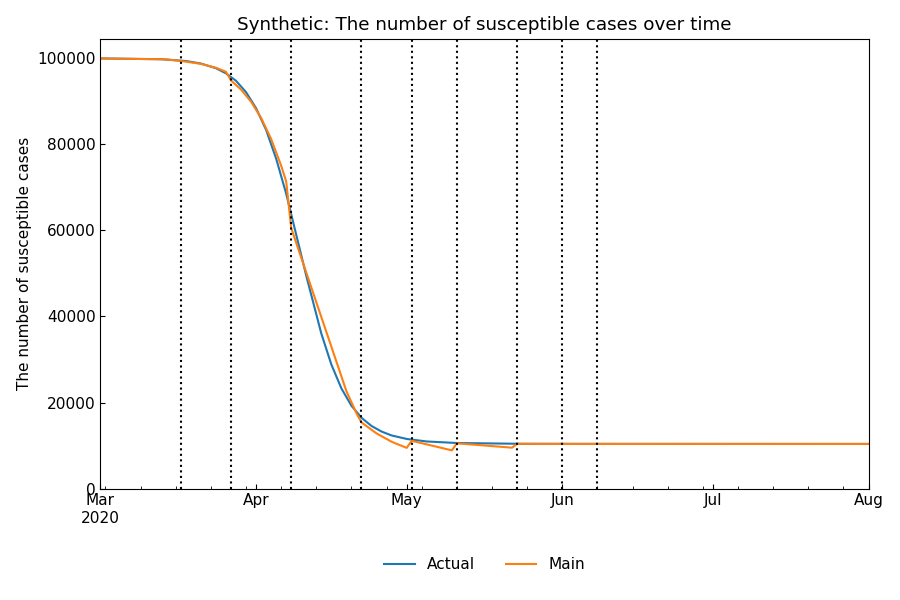 Synthetic: The number of susceptible cases over time
The number of susceptible cases
100000
80000
60000
40000
20000
0
Mar Apr May Jun Jul Aug
2020
Actual Main